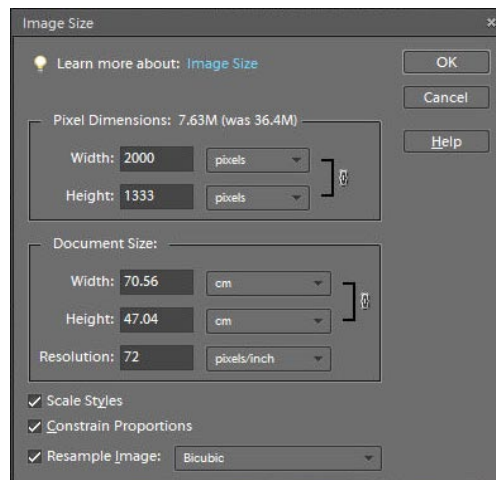 Image Size
Learn more about: Image Size
OK
Cancel
Help
Pixel Dimensions: 7.63M (was 36.4M)
Width: 2000 pixels
Height: 1333 pixels
Document Size:
Width: 70.56 cm
Height: 47.04 cm
Resolution: 72 pixels/inch
Scale Styles
Constrain Proportions
Resample Image: Bicubic